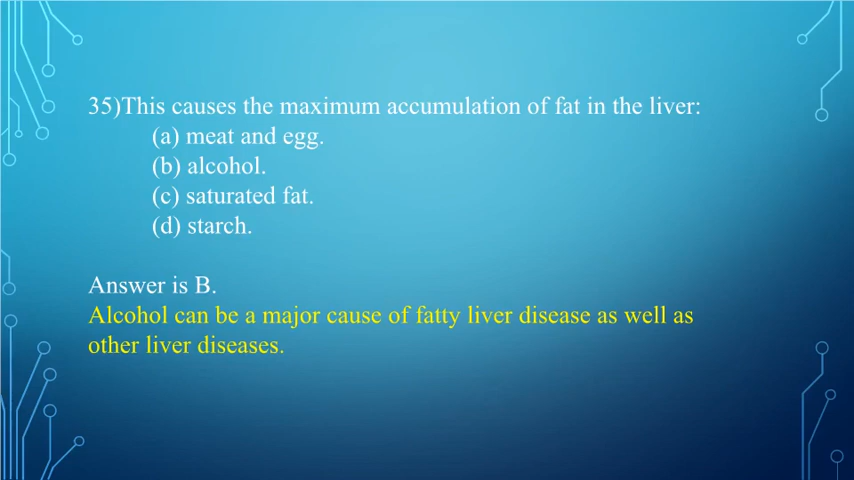 35)This causes the maximum accumulation of fat in the liver:
(a) meat and egg.
(b) alcohol.
(c) saturated fat.
(d) starch.
Answer is B.
Alcohol can be a major cause of fatty liver disease as well as
other liver diseases.